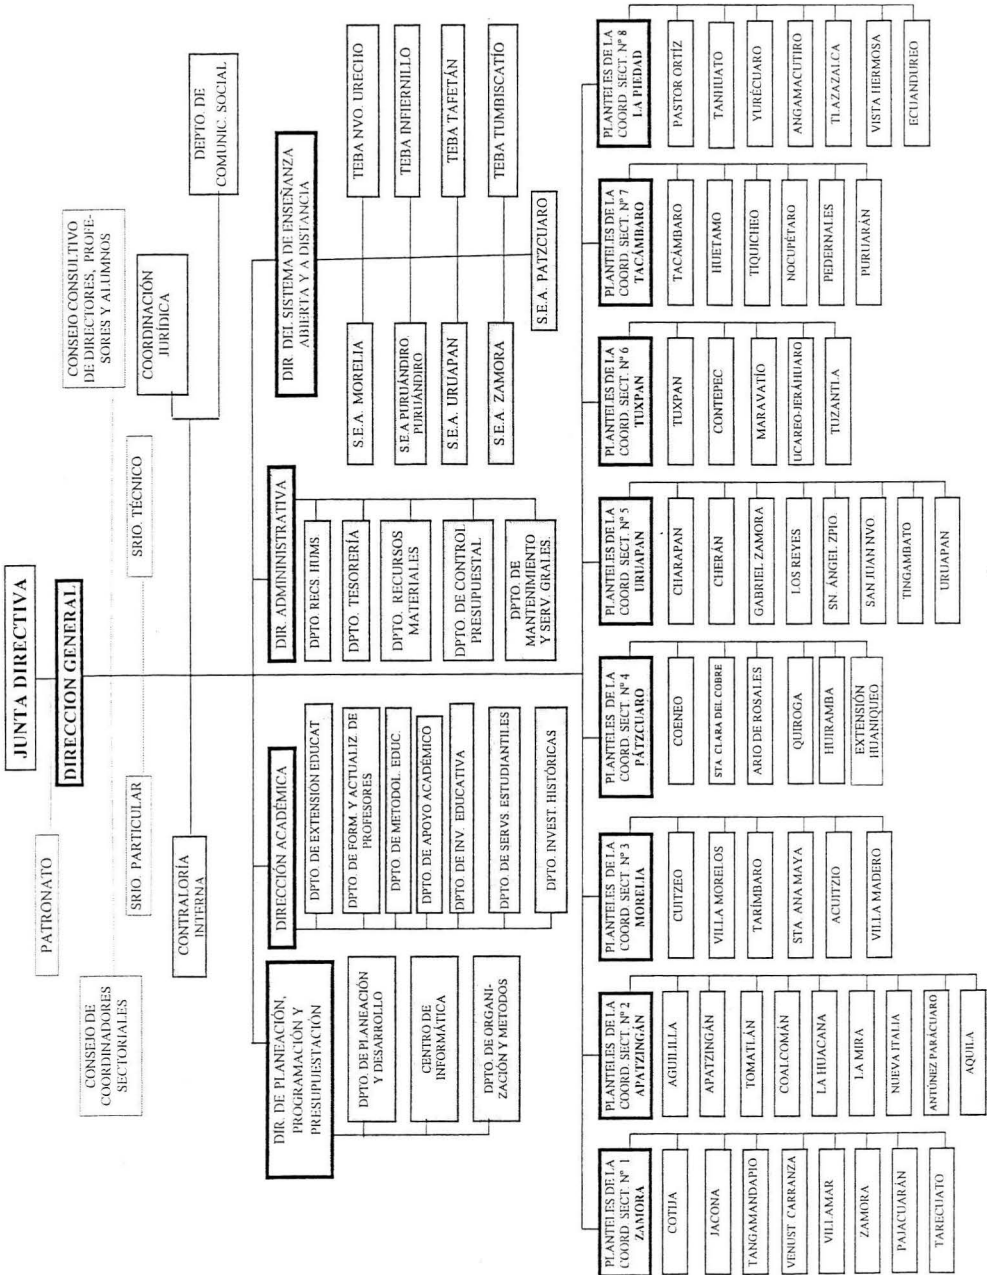 JUNTA DIRECTIVA
PATRONATO
DIRECCION GENERAL
CONSEJO DE
COORDINADORES
SECTORIALES
CONSEJO CONSULTIVO
DE DIRECTORES, PROFE-
SORES Y ALUMNOS
SRIO. PARTICULAR
SRIO. TÉCNICO
CONTRALORÍA
INTERNA
COORDINACIÓN
JURÍDICA
DEPTO. DE
COMUNIC. SOCIAL
DIR. DE PLANEACIÓN,
PROGRAMACIÓN Y
PRESUPUESTACION
DPTO. DE PLANEACIÓN
Y DESARROLLO
CENTRO DE
INFORMÁTICA
DPTO. DE ORGANI-
ZACIÓN Y METODOS
DIRECCIÓN ACADÉMICA
DPTO. DE EXTENSIÓN EDUCAT
DPTO. DE FORM. Y ACTUALIZ DE
PROFESORES
DPTO DE METODOL. EDUC.
DPTO. DE APOYO ACADÉMICO
DPTO DE INV. EDUCATIVA
DPTO. DE SERVS. ESTUDIANTILES
DPTO. INVEST. HISTÓRICAS
DIR. ADMININISTRATIVA
DPTO. RECS. HUMS.
DPTO. TESORERÍA
DPTO. RECURSOS
MATERIALES
DPTO. DE CONTROL
PRESUPUESTAL
DPTO DE
MANTENIMIENTO
Y SERV. GRALES.
DIR. DEL SISTEMA DE ENSEÑANZA
ABIERTA Y A DISTANCIA
S.E.A. MORELIA
S.E.A PURUÁNDIRO.
PURUÁNDIRO
S.E.A. URUAPAN
S.E.A. ZAMORA
S.E.A. PATZCUARO
TEBA NVO. URECHO
TEBA INFIERNILLO
TEBA TAFETÁN
TEBA TUMBISCATÍO
PLANTELES DE LA
COORD. SECT. Nº 1
ZAMORA
COTIJA
JACONA
TANGAMANDAPIO
VENUST CARRANZA
VILLAMAR
ZAMORA
PAJACUARÁN
TARECUATO
PLANTELES DE LA
COORD. SECT. Nº 2
APATZINGÁN
AGUILILLA
APATZINGÁN
TOMATLÁN
COALCOMÁN
LA HUACANA
LA MIRA
NUEVA ITALIA
ANTÚNEZ PARÁCUARO
AQUILA
PLANTELES DE LA
COORD SECT Nº 3
MORELIA
CUITZEO
VILLA MORELOS
TARÍMBARO
STA ANA MAYA
ACUITZIO
VILLA MADERO
PLANTELES DE LA
COORD. SECT. Nº 4
PÁTZCUARO
COENEO
STA CLARA DEL COBRE
ARIO DE ROSALES
QUIROGA
HUIRAMBA
EXTENSIÓN
HUANIQUEO
PLANTELES DE LA
COORD SECT. Nº 5
URUAPAN
CHARAPAN
CHERÁN
GABRIEL ZAMORA
LOS REYES
SN. ÁNGEL ZPIO
SAN JUAN NVO.
TINGAMBATO
URUAPAN
PLANTELES DE LA
COORD. SECT. Nº 6
TUXPAN
TUXPAN
CONTEPEC
MARAVATÍO
UCAREO-JERÁHUARO
TUZANTLA
PLANTELES DE LA
COORD. SECT. Nº 7
TACÁMBARO
TACÁMBARO
HUETAMO
TIQUICHEO
NOCUPÉTARO
PEDERNALES
PURUARÁN
PLANTELES DE LA
COORD. SECT. Nº 8
LA PIEDAD
PASTOR ORTÍZ
TANHUATO
YURÉCUARO
ANGAMACUTIRO
TLAZAZALCA
VISTA HERMOSA
ECUANDUREO